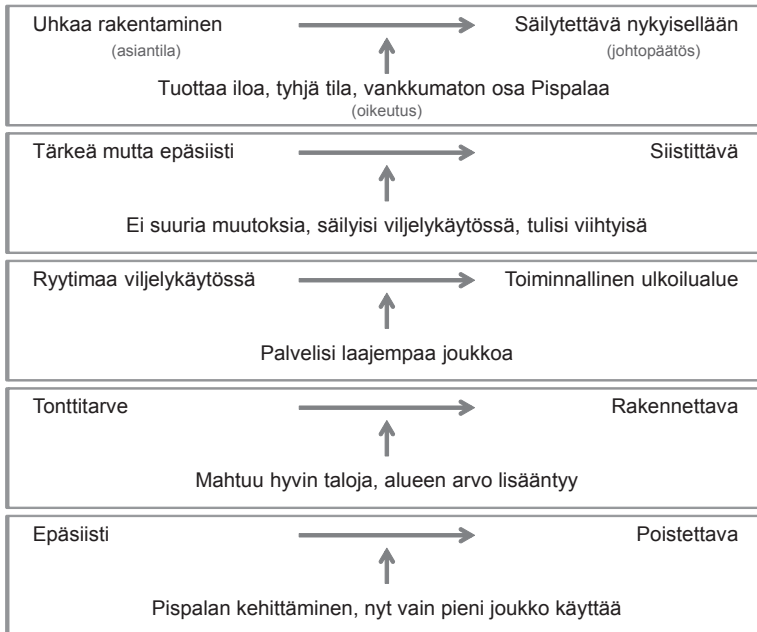 Uhkaa rakentaminen Säilytettävä nykyisellään
(asiantila) (johtopäätös)
Tuottaa iloa, tyhjä tila, vankkumaton osa Pispalaa
(oikeutus)
Tärkeä mutta epäsiisti Siistittävä
Ei suuria muutoksia, säilyisi viljelykäytössä, tulisi viihtyisä
Ryytimaa viljelykäytössä Toiminnallinen ulkoilualue
Palvelisi laajempaa joukkoa
Tonttitarve Rakennettava
Mahtuu hyvin taloja, alueen arvo lisääntyy
Epäsiisti Poistettava
Pispalan kehittäminen, nyt vain pieni joukko käyttää